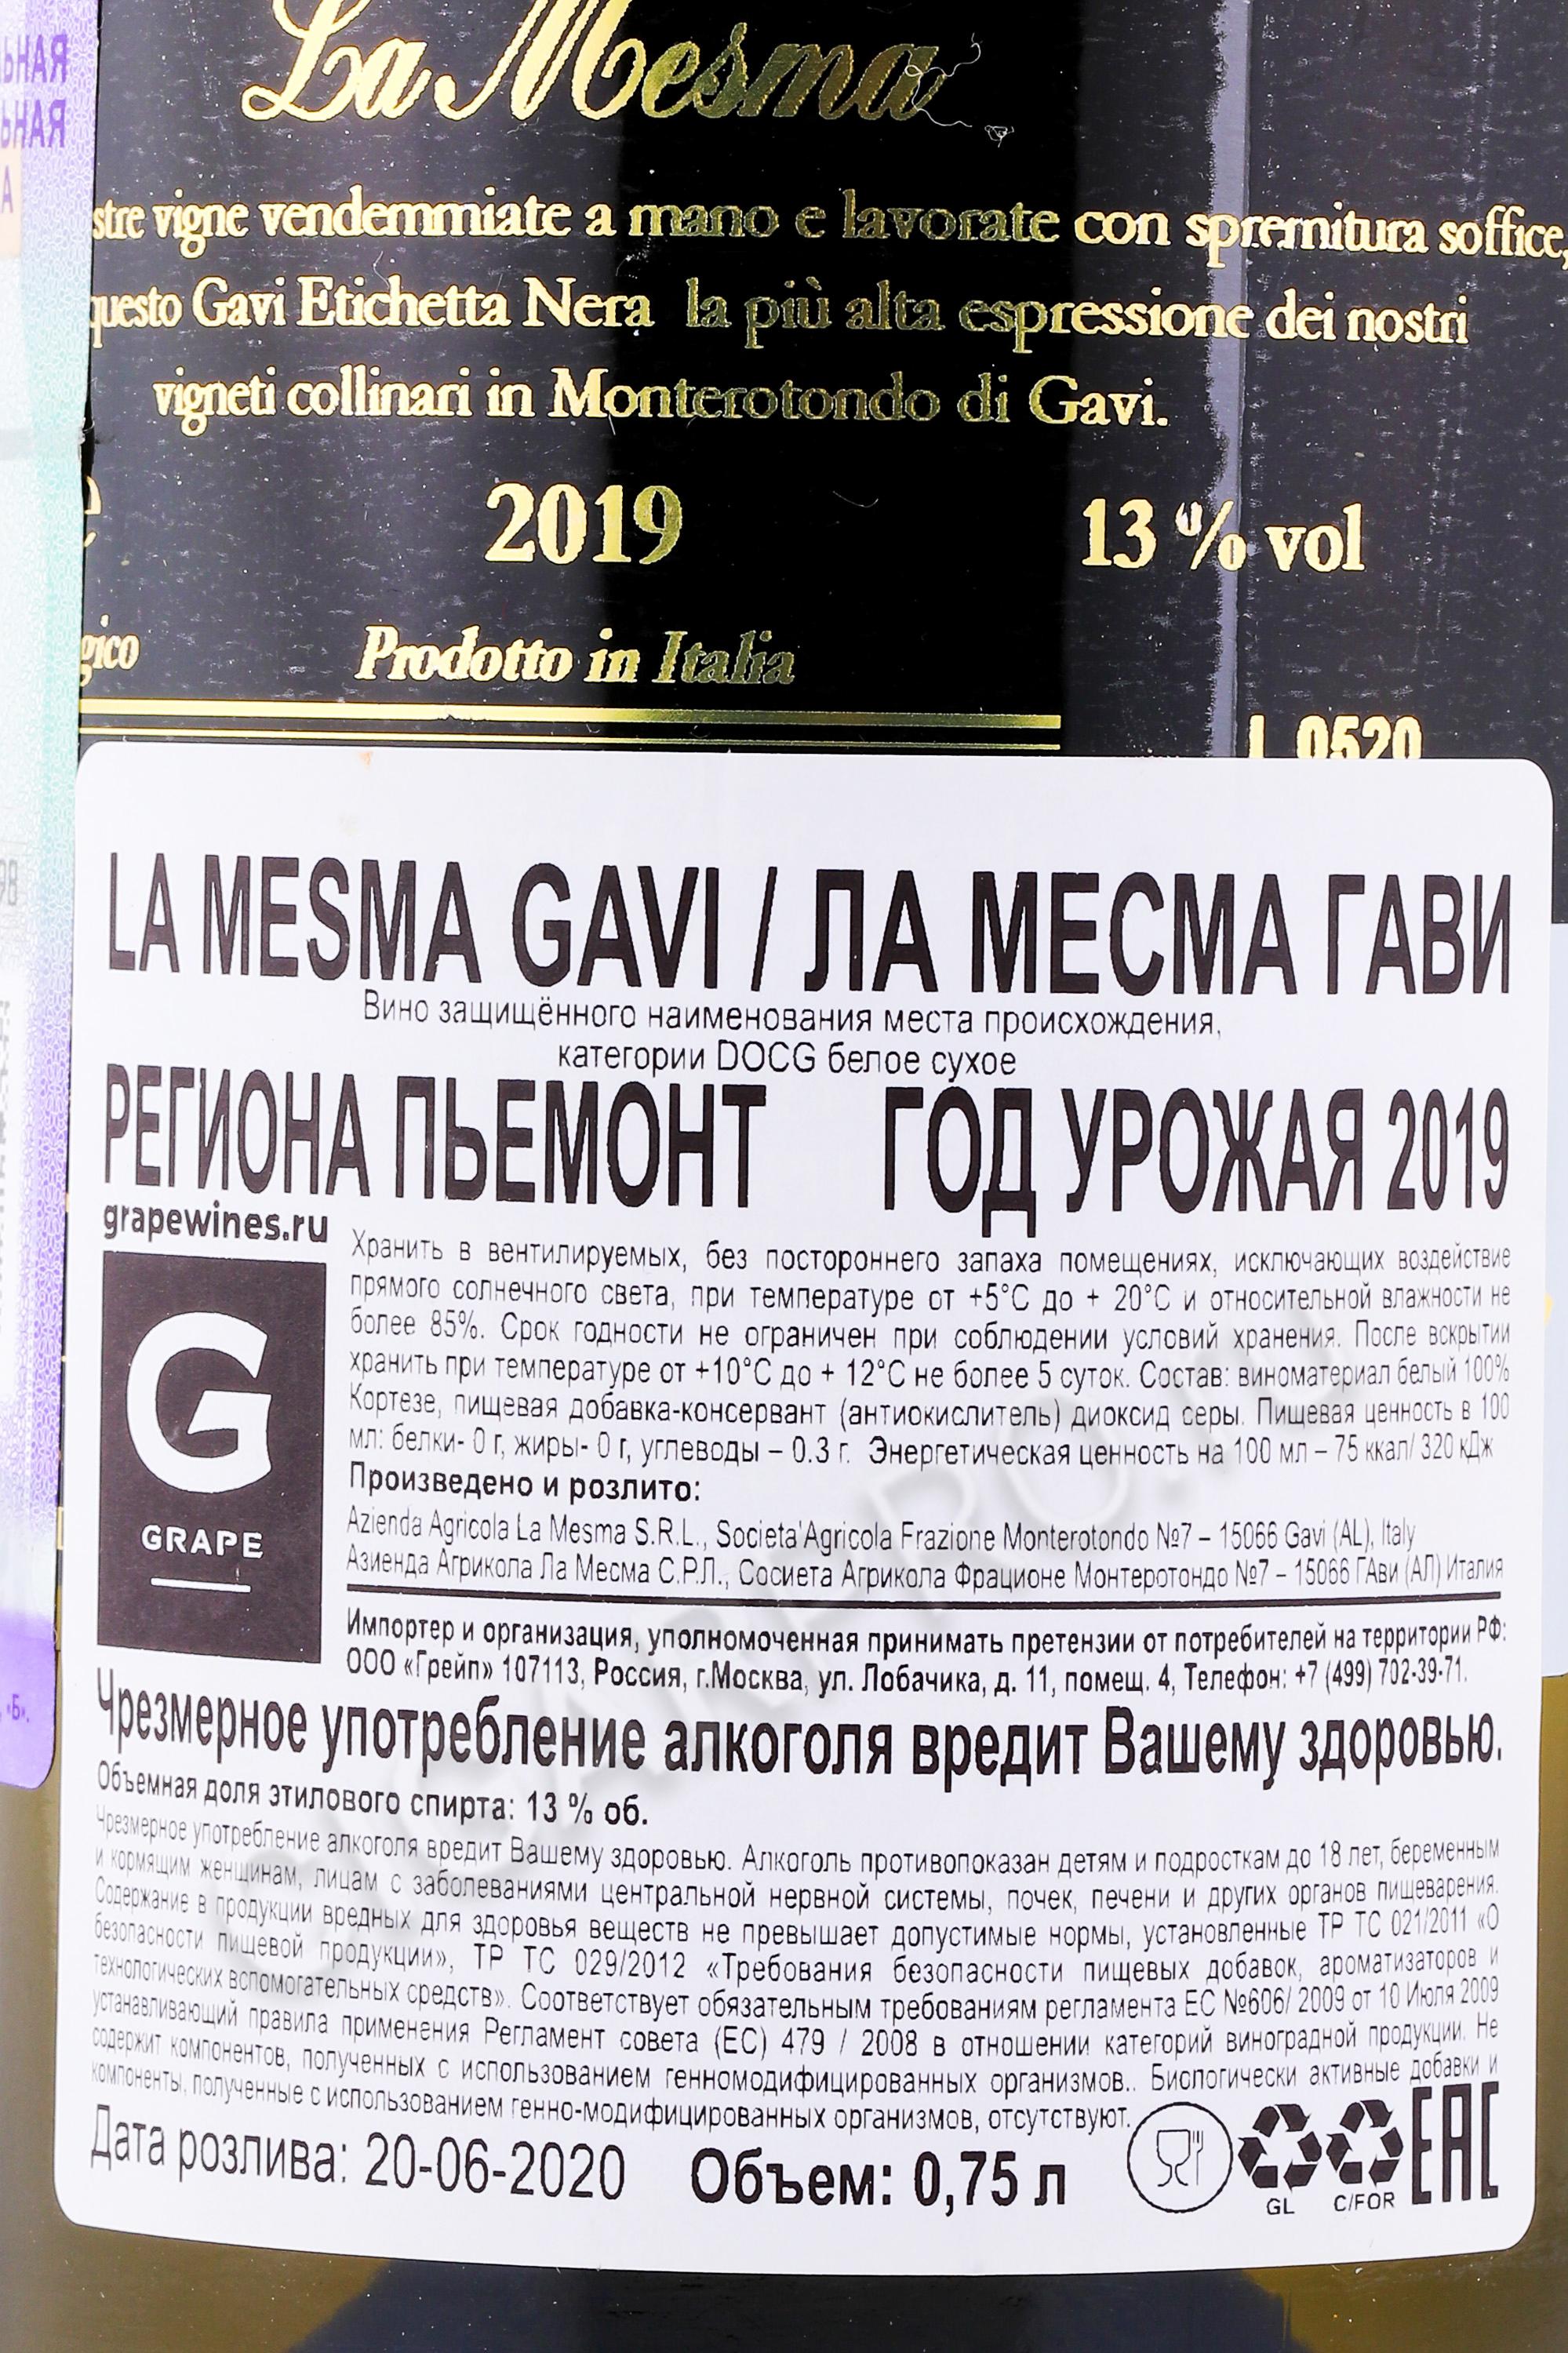 La Mesma
stre vigne vendemmiate a mano e lavorate con spremitura soffice,
questo Gavi Etichetta Nera la più alta espressione dei nostri
vigneti collinari in Monterotondo di Gavi.
2019 13 % vol
gico Prodotto in Italia
L 0520
LA MESMA GAVI / ЛА МЕСМА ГАВИ
Вино защищённого наименования места происхождения,
категории DOCG белое сухое
РЕГИОНА ПЬЕМОНТ ГОД УРОЖАЯ 2019
grapewines.ru
Хранить в вентилируемых, без постороннего запаха помещениях, исключающих воздействие
прямого солнечного света, при температуре от +5°С до + 20°С и относительной влажности не
более 85%. Срок годности не ограничен при соблюдении условий хранения. После вскрытии
хранить при температуре от +10°С до + 12°С не более 5 суток. Состав: виноматериал белый 100%
Кортезе, пищевая добавка-консервант (антиокислитель) диоксид серы. Пищевая ценность в 100
мл: белки- 0 г, жиры- 0 г, углеводы – 0.3 г. Энергетическая ценность на 100 мл – 75 ккал/ 320 кДж
G
GRAPE
Произведено и розлито:
Azienda Agricola La Mesma S.R.L., Societa'Agricola Frazione Monterotondo №7 – 15066 Gavi (AL), Italy
Азиенда Агрикола Ла Месма С.Р.Л., Сосиета Агрикола Фрационе Монтеротондо №7 – 15066 ГАви (АЛ) Италия
Импортер и организация, уполномоченная принимать претензии от потребителей на территории РФ:
ООО «Грейп» 107113, Россия, г.Москва, ул. Лобачика, д. 11, помещ. 4, Телефон: +7 (499) 702-39-71.
Чрезмерное употребление алкоголя вредит Вашему здоровью.
Объемная доля этилового спирта: 13 % об.
Чрезмерное употребление алкоголя вредит Вашему здоровью. Алкоголь противопоказан детям и подросткам до 18 лет, беременным
и кормящим женщинам, лицам с заболеваниями центральной нервной системы, почек, печени и других органов пищеварения.
Содержание в продукции вредных для здоровья веществ не превышает допустимые нормы, установленные ТР ТС 021/2011 «О
безопасности пищевой продукции», ТР ТС 029/2012 «Требования безопасности пищевых добавок, ароматизаторов и
технологических вспомогательных средств». Соответствует обязательным требованиям регламента ЕС №606/ 2009 от 10 Июля 2009
устанавливающий правила применения Регламент совета (ЕС) 479 / 2008 в отношении категорий виноградной продукции. Не
содержит компонентов, полученных с использованием генномодифицированных организмов.. Биологически активные добавки и
компоненты, полученные с использованием генно-модифицированных организмов, отсутствуют.
Дата розлива: 20-06-2020 Объем: 0,75 л
GL C/FOR EAC